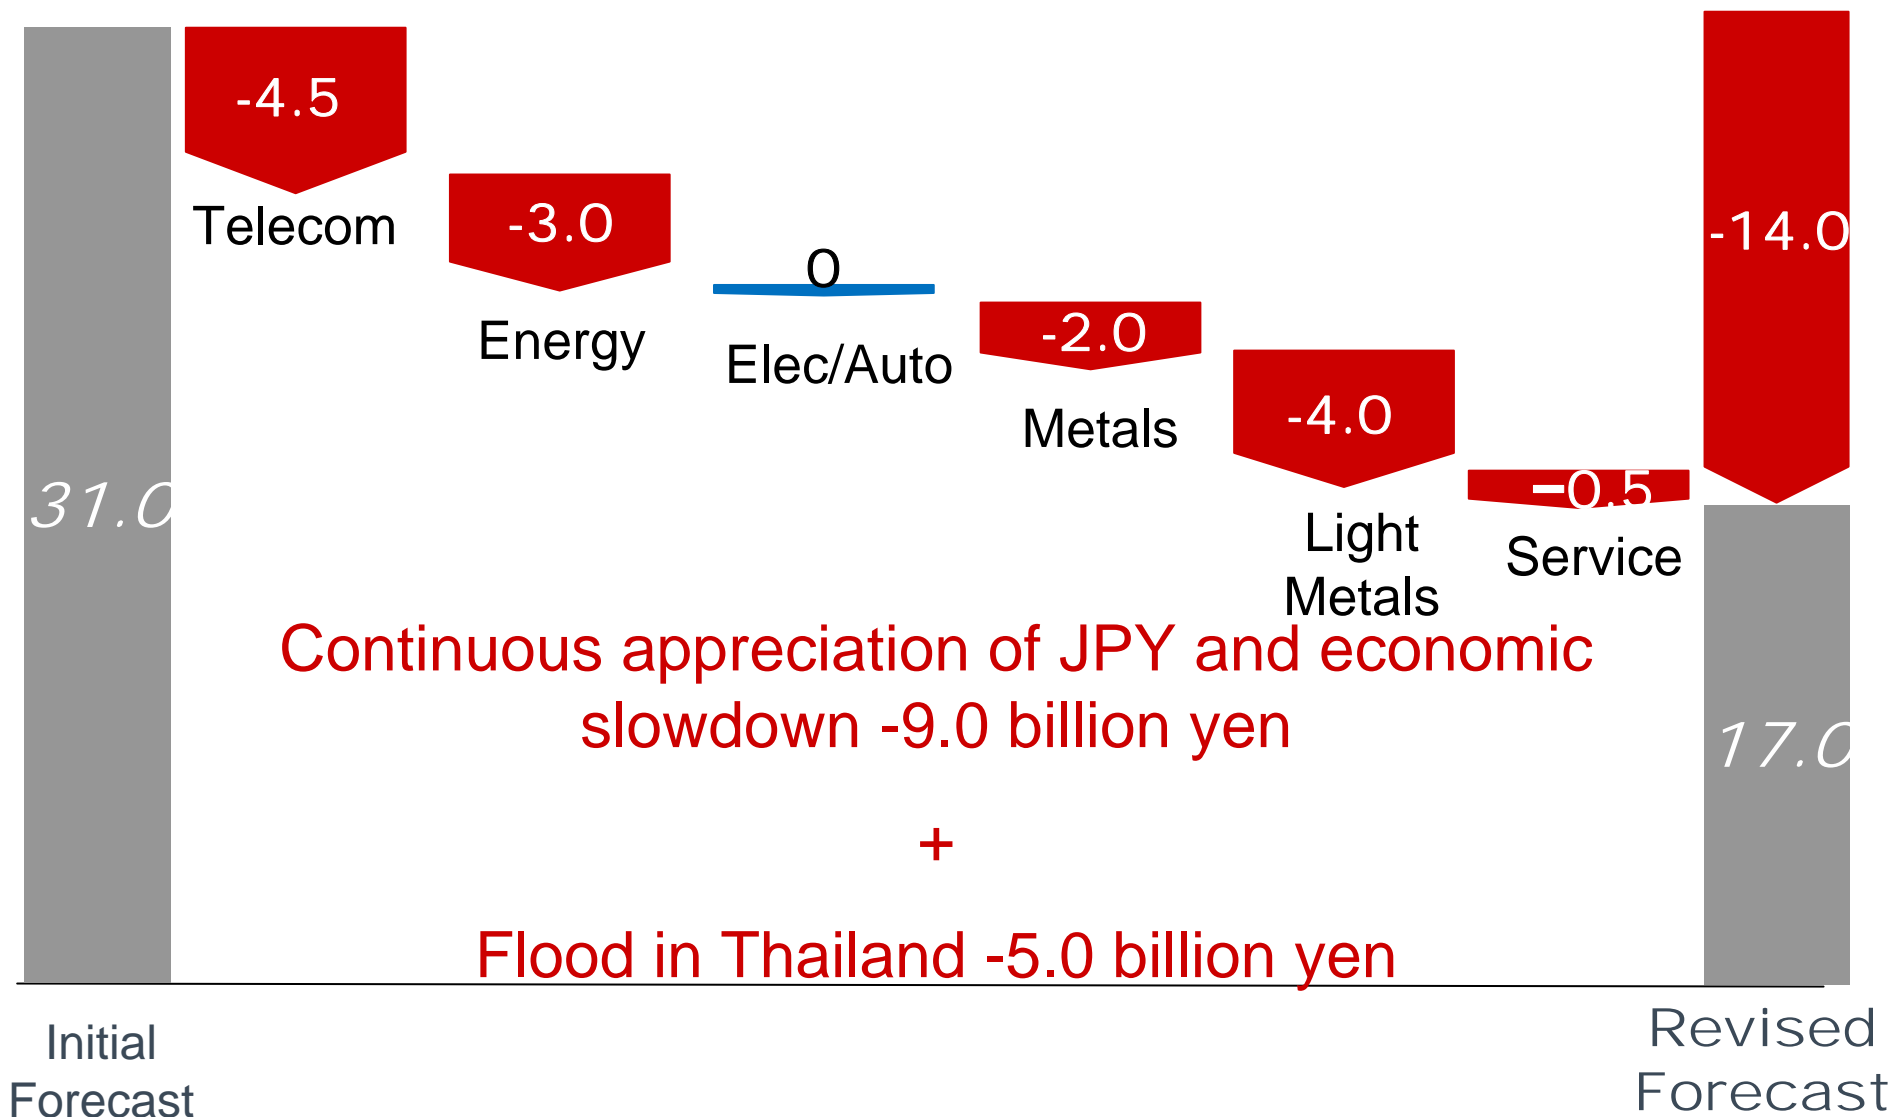 -4.5
Telecom
-3.0
Energy
0
Elec/Auto
-2.0
Metals
-4.0
Light
Metals
-0.5
Service
-14.0
31.0
17.0
Continuous appreciation of JPY and economic
slowdown -9.0 billion yen
+
Flood in Thailand -5.0 billion yen
Initial
Forecast
Revised
Forecast